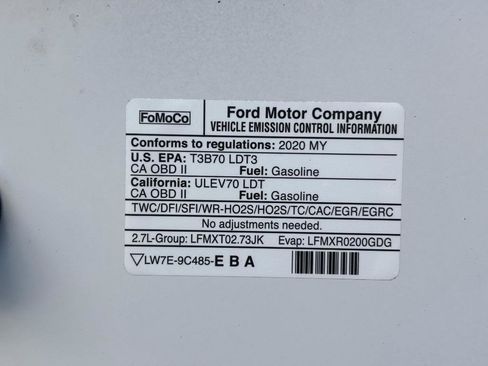 FoMoCo
Ford Motor Company
VEHICLE EMISSION CONTROL INFORMATION
Conforms to regulations: 2020 MY
U.S. EPA: T3B70 LDT3
CA OBD II Fuel: Gasoline
California: ULEV70 LDT
CA OBD II Fuel: Gasoline
TWC/DFI/SFI/WR-HO2S/HO2S/TC/CAC/EGR/EGRC
No adjustments needed.
2.7L-Group: LFMXT02.73JK Evap: LFMXR0200GDG
▽LW7E-9C485-E B A